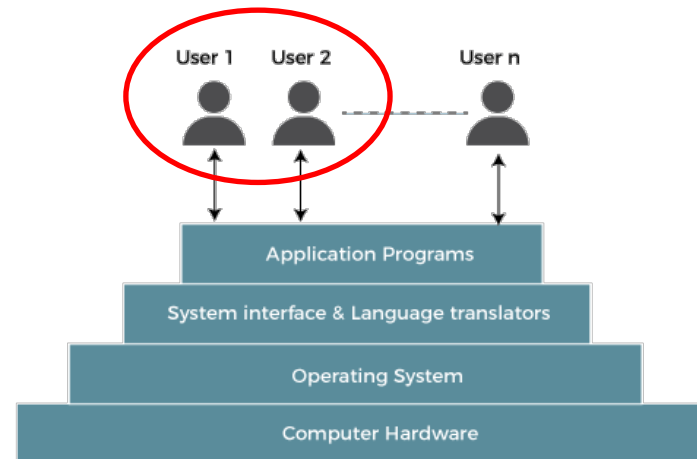 User 1 User 2 User n
Application Programs
System interface & Language translators
Operating System
Computer Hardware